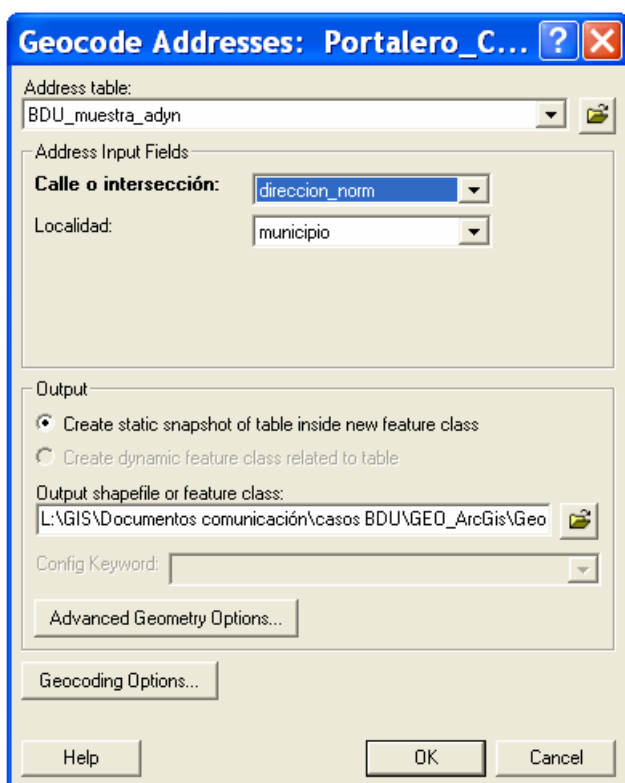 Geocode Addresses: Portalero_C...
Address table:
BDU_muestra_adyn
Address Input Fields
Calle o intersección: direccion_norm
Localidad: municipio
Output
Create static snapshot of table inside new feature class
Create dynamic feature class related to table
Output shapefile or feature class:
L:\GIS\Documentos comunicación\casos BDU\GEO_ArcGis\Geo
Config Keyword:
Advanced Geometry Options...
Geocoding Options...
Help OK Cancel